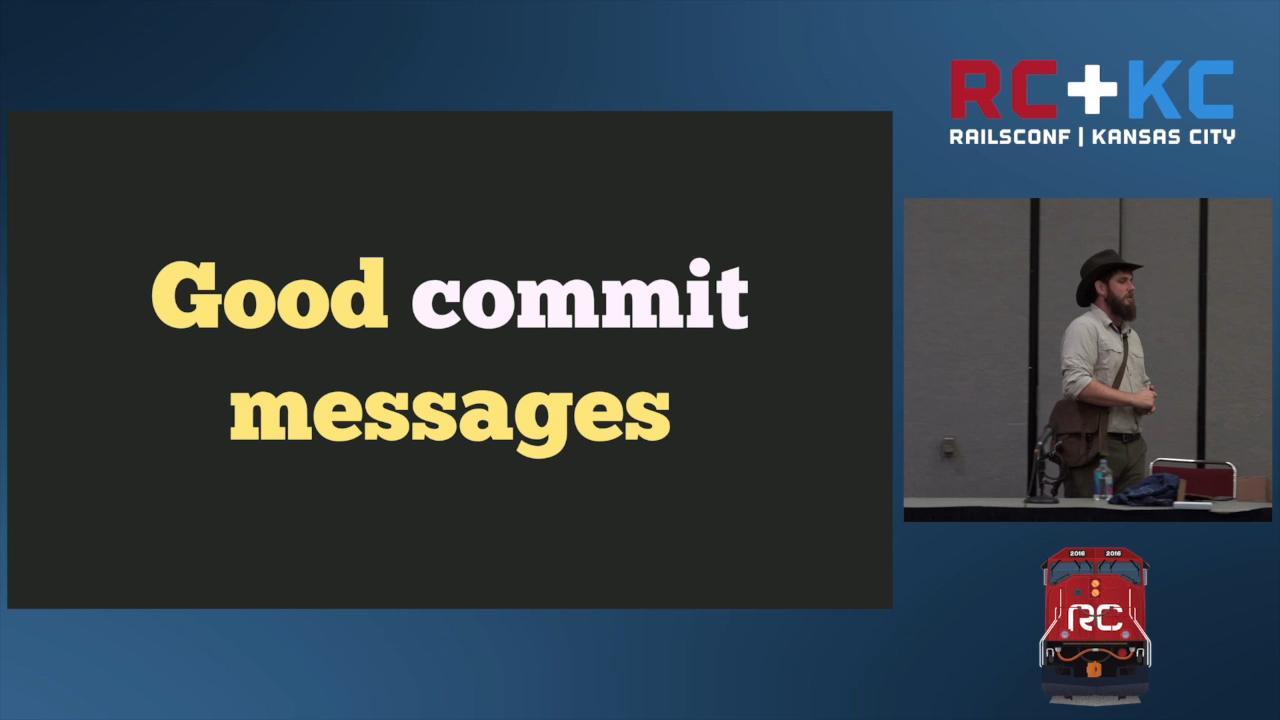 Good commit
messages
RC+KC
RAILSCONF | KANSAS CITY
2016 2016
RC